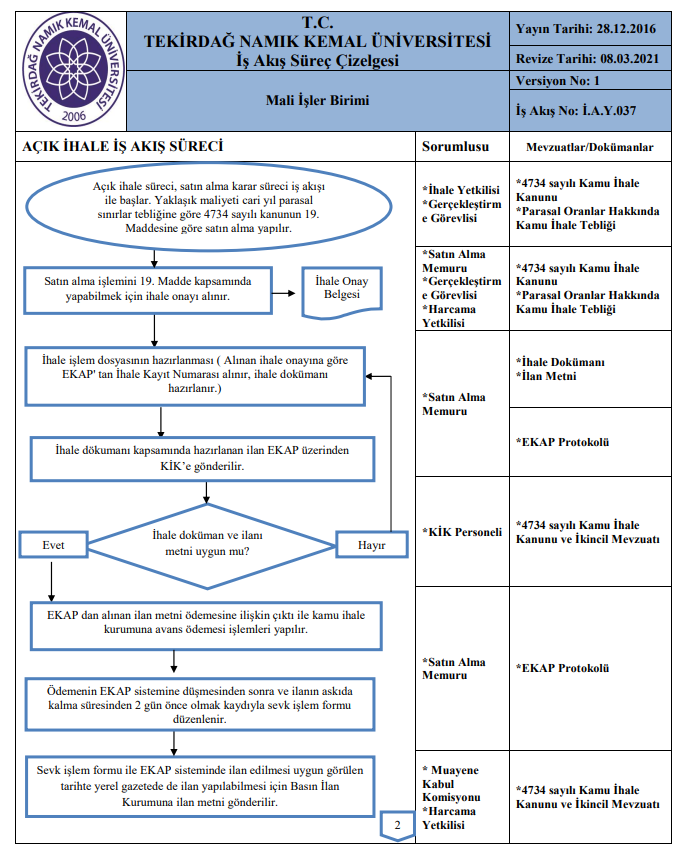 TEKİRDAĞ NAMIK KEMAL ÜNİVERSİTESİ
2006
T.C.
TEKİRDAĞ NAMIK KEMAL ÜNİVERSİTESİ
İş Akış Süreç Çizelgesi
Mali İşler Birimi
Yayın Tarihi: 28.12.2016
Revize Tarihi: 08.03.2021
Versiyon No: 1
İş Akış No: İ.A.Y.037
AÇIK İHALE İŞ AKIŞ SÜRECİ
Sorumlusu
Mevzuatlar/Dokümanlar
Açık ihale süreci, satın alma karar süreci iş akışı
ile başlar. Yaklaşık maliyeti cari yıl parasal
sınırlar tebliğine göre 4734 sayılı kanunun 19.
Maddesine göre satın alma yapılır.
*İhale Yetkilisi
*Gerçekleştirm
e Görevlisi
*4734 sayılı Kamu İhale
Kanunu
*Parasal Oranlar Hakkında
Kamu İhale Tebliği
Satın alma işlemini 19. Madde kapsamında
yapabilmek için ihale onayı alınır.
İhale Onay
Belgesi
*Satın Alma
Memuru
*Gerçekleştirm
e Görevlisi
*Harcama
Yetkilisi
*4734 sayılı Kamu İhale
Kanunu
*Parasal Oranlar Hakkında
Kamu İhale Tebliği
İhale işlem dosyasının hazırlanması ( Alınan ihale onayına göre
EKAP' tan İhale Kayıt Numarası alınır, ihale dokümanı
hazırlanır.)
*Satın Alma
Memuru
*İhale Dokümanı
*İlan Metni
İhale dökumanı kapsamında hazırlanan ilan EKAP üzerinden
KİK’e gönderilir.
*EKAP Protokolü
İhale doküman ve ilanı
metni uygun mu?
Evet
Hayır
*KİK Personeli
*4734 sayılı Kamu İhale
Kanunu ve İkincil Mevzuatı
EKAP dan alınan ilan metni ödemesine ilişkin çıktı ile kamu ihale
kurumuna avans ödemesi işlemleri yapılır.
*Satın Alma
Memuru
*EKAP Protokolü
Ödemenin EKAP sistemine düşmesinden sonra ve ilanın askıda
kalma süresinden 2 gün önce olmak kaydıyla sevk işlem formu
düzenlenir.
Sevk işlem formu ile EKAP sisteminde ilan edilmesi uygun görülen
tarihte yerel gazetede de ilan yapılabilmesi için Basın İlan
Kurumuna ilan metni gönderilir.
* Muayene
Kabul
Komisyonu
*Harcama
Yetkilisi
*4734 sayılı Kamu İhale
Kanunu ve İkincil Mevzuatı
2